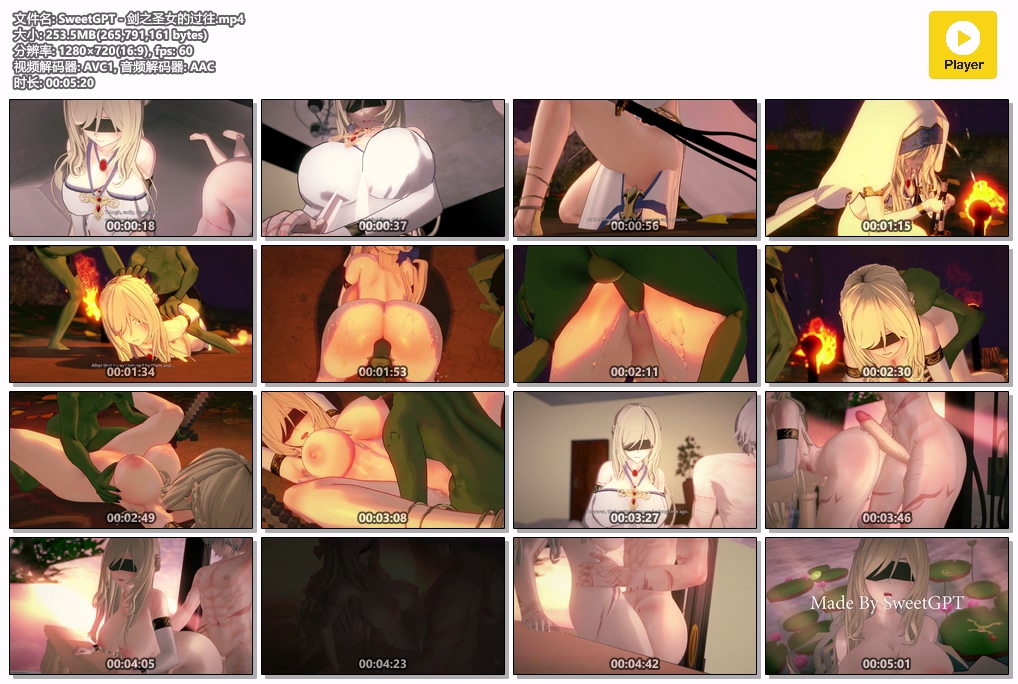 文件名: SweetGPT - 剑之圣女的过往.mp4
大小: 253.5MB(265,791,161 bytes)
分辨率: 1280×720(16:9), fps: 60
视频解码器: AVC1, 音频解码器: AAC
时长: 00:05:20
Player
00:00:18
00:00:37
00:00:56
00:01:15
After that I was
00:01:34
00:01:53
00:02:11
00:02:30
00:02:49
00:03:08
00:03:27
00:03:46
00:04:05
00:04:23
00:04:42
Made By SweetGPT
00:05:01